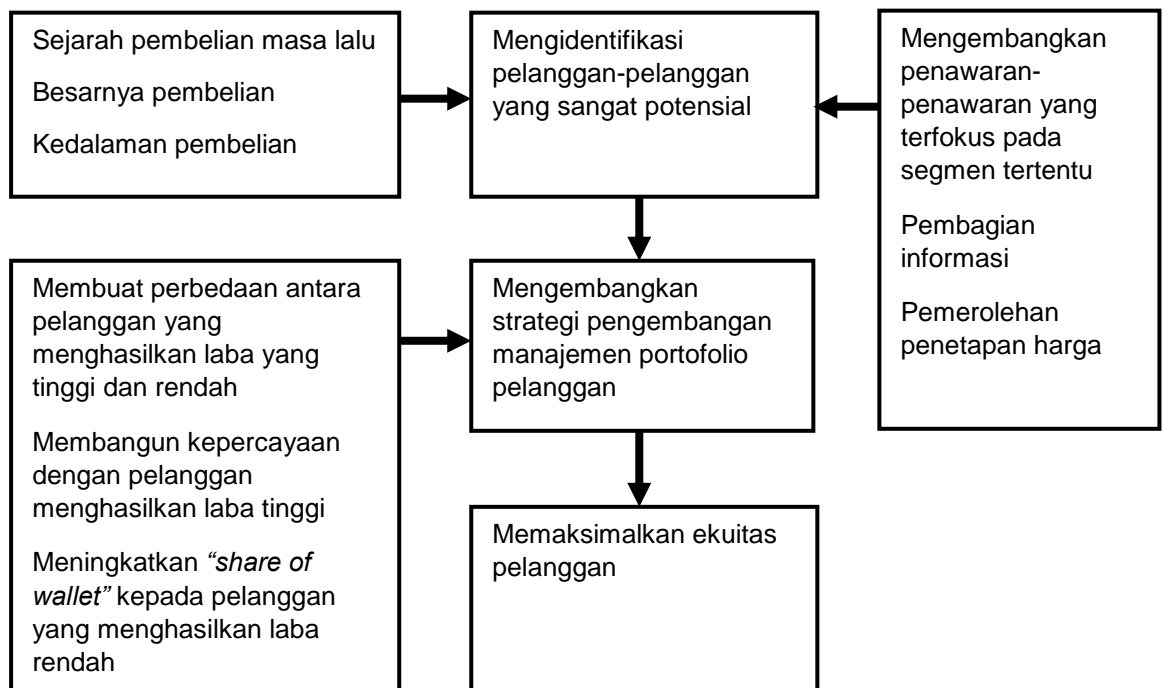 Sejarah pembelian masa lalu
Besarnya pembelian
Kedalaman pembelian
Mengidentifikasi
pelanggan-pelanggan
yang sangat potensial
Mengembangkan
penawaran-
penawaran yang
terfokus pada
segmen tertentu
Pembagian
informasi
Pemerolehan
penetapan harga
Membuat perbedaan antara
pelanggan yang
menghasilkan laba yang
tinggi dan rendah
Membangun kepercayaan
dengan pelanggan
menghasilkan laba tinggi
Meningkatkan “share of
wallet” kepada pelanggan
yang menghasilkan laba
rendah
Mengembangkan
strategi pengembangan
manajemen portofolio
pelanggan
Memaksimalkan ekuitas
pelanggan